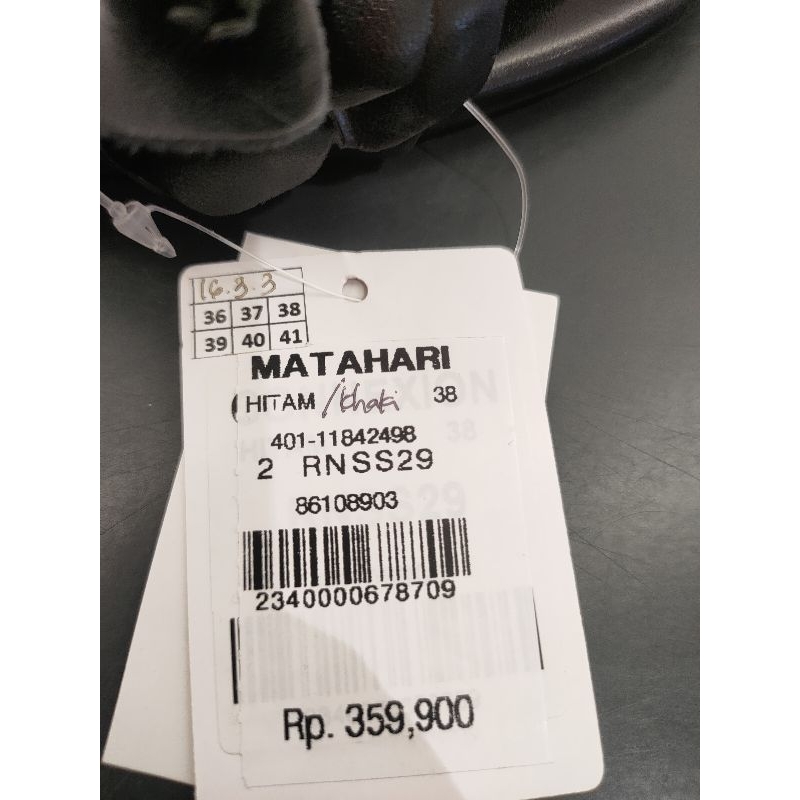 16.3.3
36 37 38
39 40 41
MATAHARI
(HITAM /khaki 38
401-11842498
2 RNSS29
86108903
2340000678709
Rp. 359,900